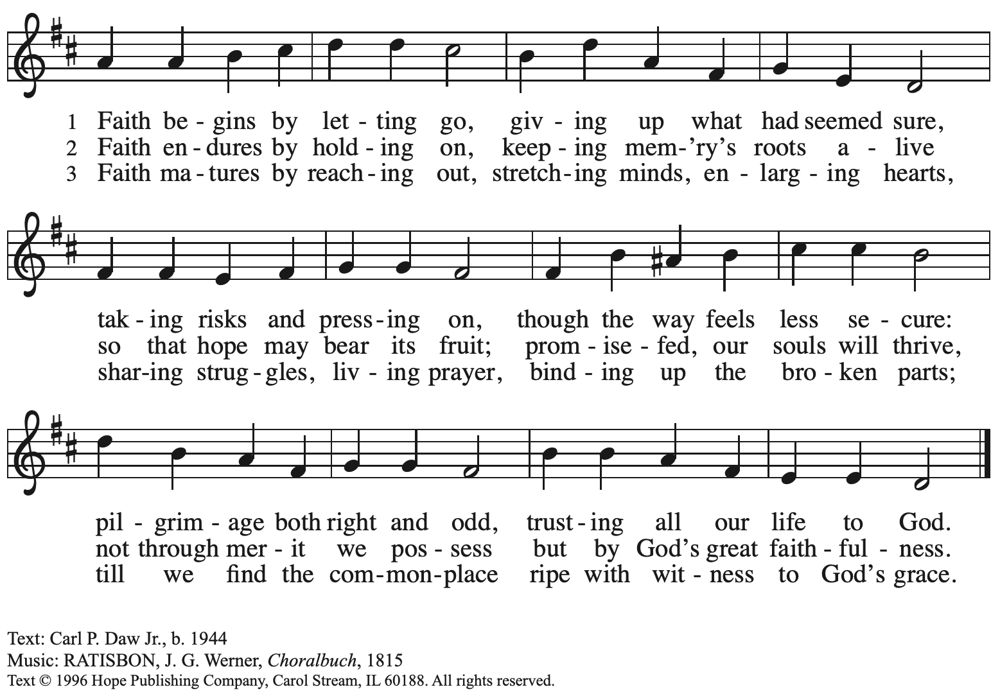 1 Faith be - gins by let - ting go, giv - ing up what had seemed sure,
2 Faith en - dures by hold - ing on, keep - ing mem-’ry’s roots a - live
3 Faith ma - tures by reach - ing out, stretch - ing minds, en - larg - ing hearts,
tak - ing risks and press - ing on, though the way feels less se - cure:
so that hope may bear its fruit; prom - ise - fed, our souls will thrive,
shar - ing strug - gles, liv - ing prayer, bind - ing up the bro - ken parts;
pil - grim - age both right and odd, trust - ing all our life to God.
not through mer - it we pos - sess but by God’s great faith - ful - ness.
till we find the com - mon - place ripe with wit - ness to God’s grace.
Text: Carl P. Daw Jr., b. 1944
Music: RATISBON, J. G. Werner, Choralbuch, 1815
Text © 1996 Hope Publishing Company, Carol Stream, IL 60188. All rights reserved.